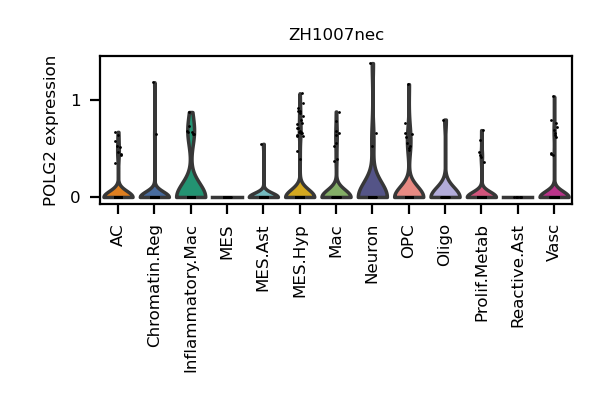 ZH1007nec
POLG2 expression
1
0
AC
Chromatin.Reg
Inflammatory.Mac
MES
MES.Ast
MES.Hyp
Mac
Neuron
OPC
Oligo
Prolif.Metab
Reactive.Ast
Vasc